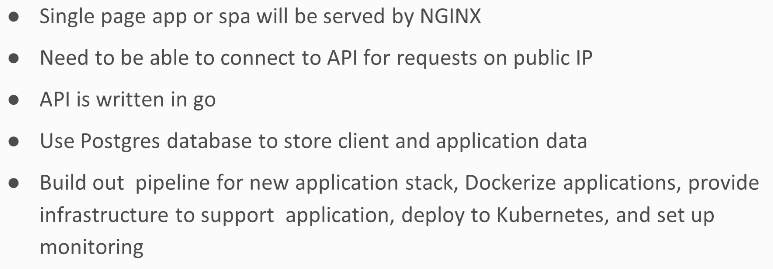 ● Single page app or spa will be served by NGINX
● Need to be able to connect to API for requests on public IP
● API is written in go
● Use Postgres database to store client and application data
● Build out  pipeline for new application stack, Dockerize applications, provide
infrastructure to support  application, deploy to Kubernetes, and set up
monitoring